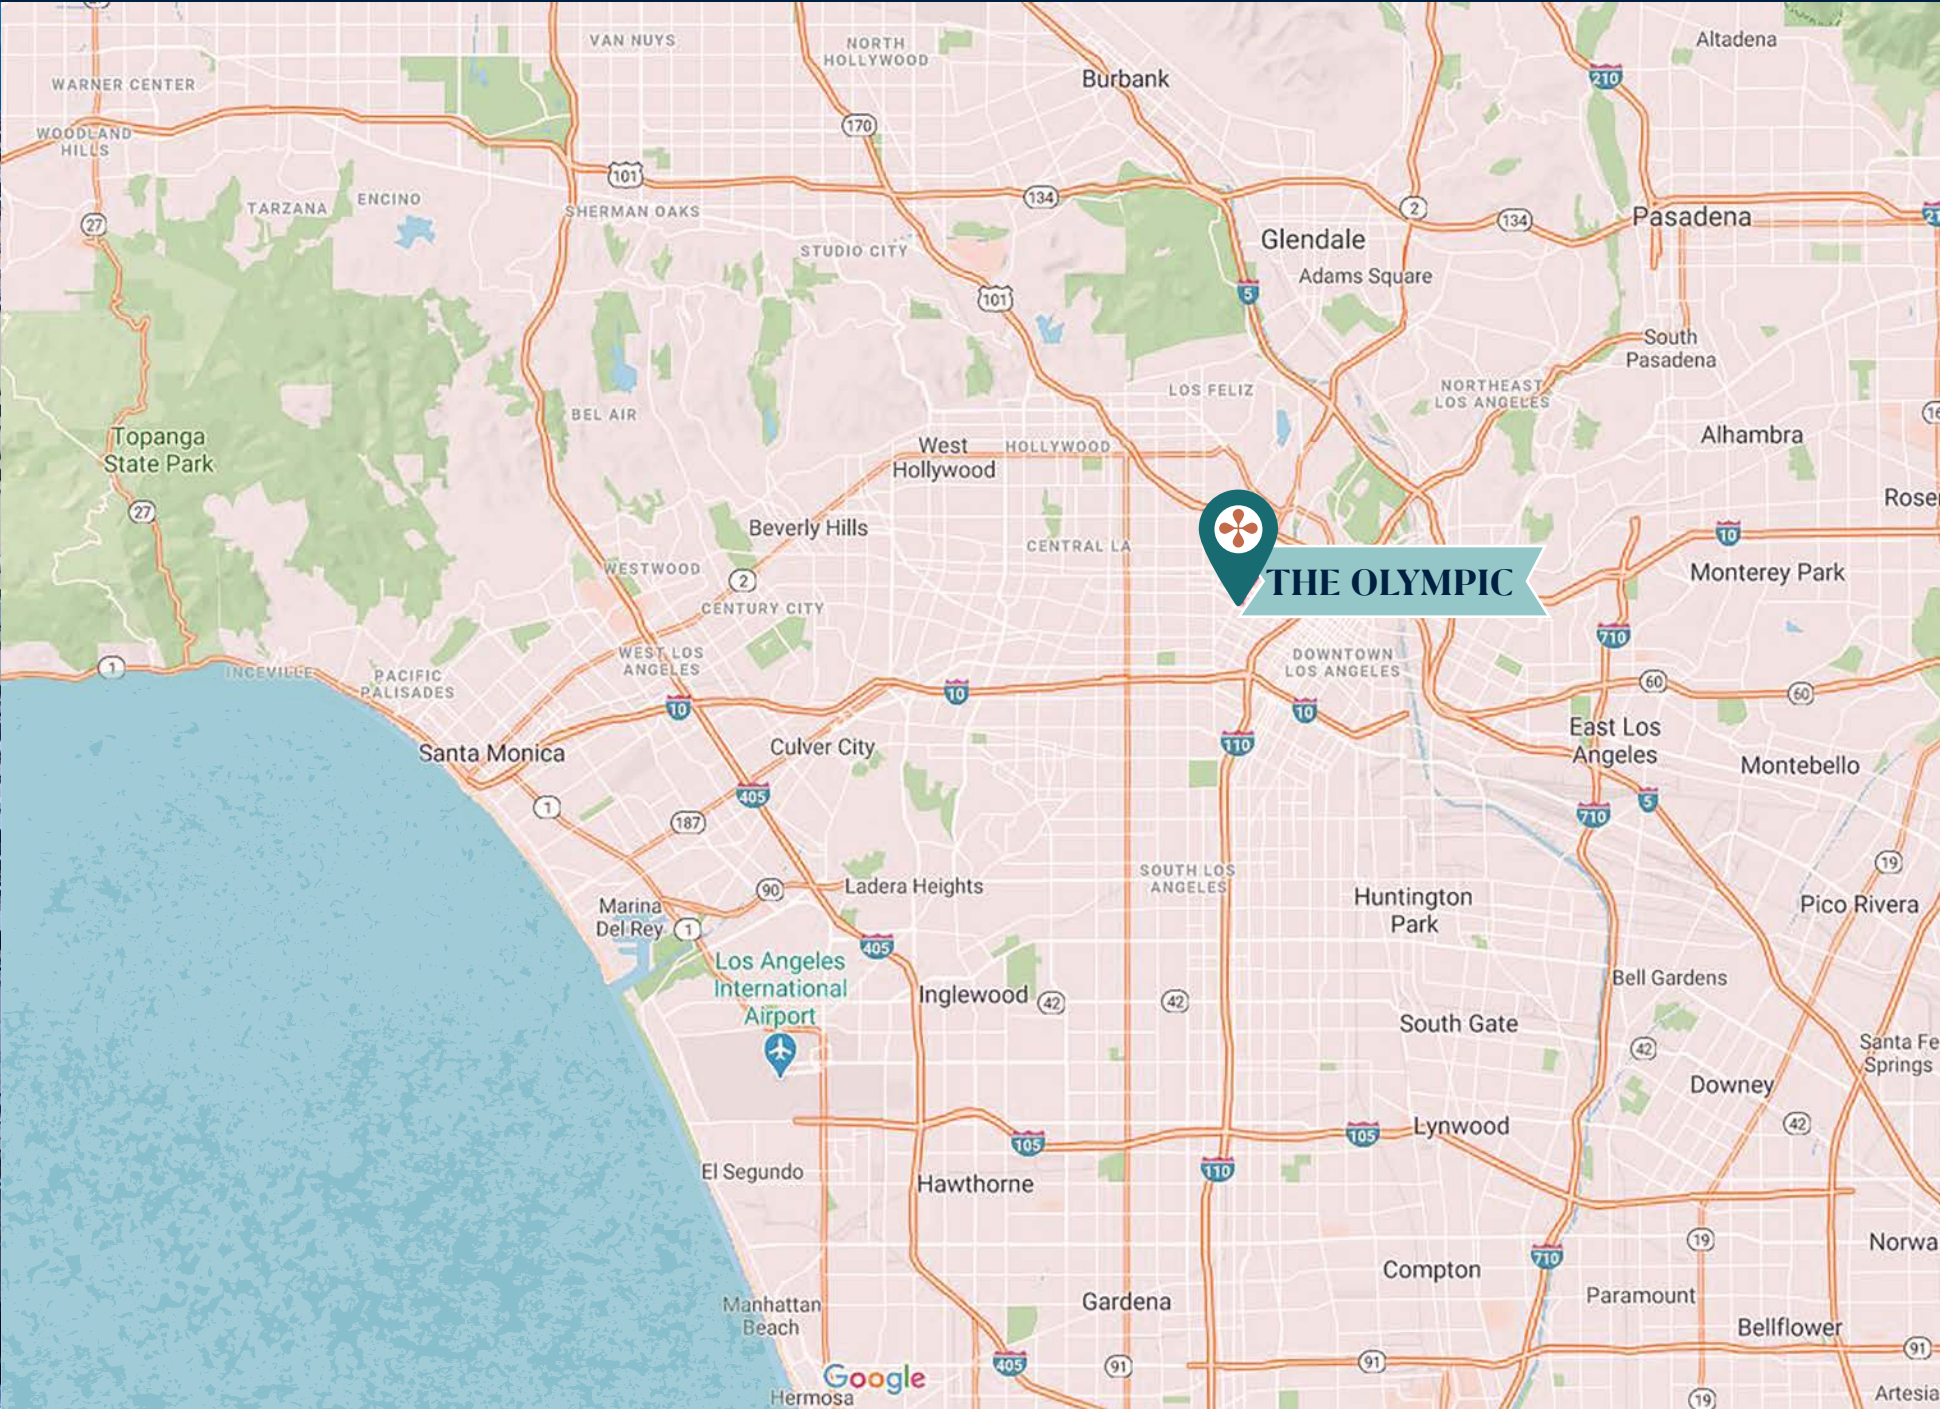 VAN NUYS
NORTH
HOLLYWOOD
Altadena
Burbank
210
WARNER CENTER
WOODLAND
HILLS
170
101
134
TARZANA
ENCINO
SHERMAN OAKS
2
134
Pasadena
27
STUDIO CITY
Glendale
Adams Square
5
101
South
Pasadena
LOS FELIZ
NORTHEAST
LOS ANGELES
BEL AIR
Topanga
State Park
West
Hollywood
HOLLYWOOD
Alhambra
27
Beverly Hills
CENTRAL LA
10
WESTWOOD
2
THE OLYMPIC
Monterey Park
CENTURY CITY
710
1
INCEVILLE
PACIFIC
PALISADES
WEST LOS
ANGELES
DOWNTOWN
LOS ANGELES
10
10
10
60
60
110
East Los
Angeles
Santa Monica
Culver City
Montebello
405
1
187
710
5
19
SOUTH LOS
ANGELES
90
Ladera Heights
Huntington
Park
Marina
Del Rey
1
Pico Rivera
405
Los Angeles
International
Airport
Inglewood
42
42
Bell Gardens
South Gate
42
Santa Fe
Springs
Downey
105
105
Lynwood
42
El Segundo
Hawthorne
110
19
710
Compton
Paramount
Manhattan
Beach
Gardena
Bellflower
405
91
91
91
Google
Hermosa
19